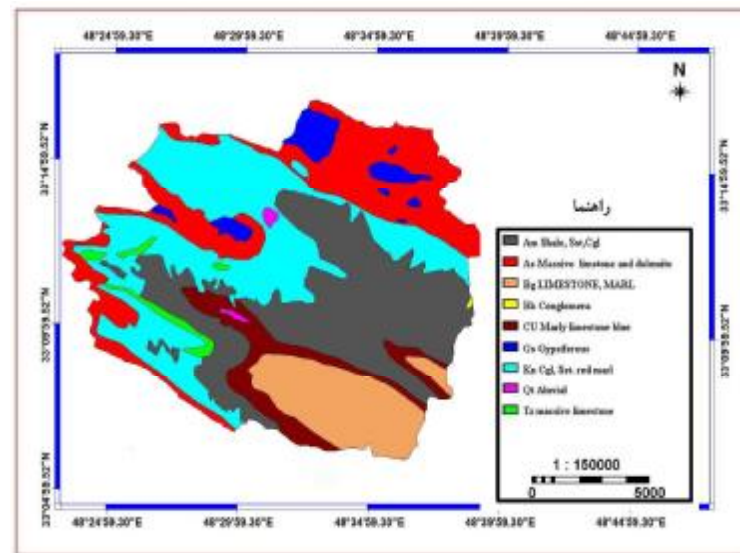 48°24'59.30"E 48°29'59.30"E 48°34'59.30"E 48°39'59.30"E 48°44'59.30"E
N
33°14'59.52"N 33°14'59.52"N
راهنما
Am Shale, Sst,Cgl
As Massive limestone and dolomite
Bg LIMESTONE, MARL
Bk Conglomera
CU Marly limestone blue
Gs Gypsiferous
Kn Cgl, Sst. red marl
Qt Aluvial
Tz massive limestone
33°09'59.52"N 33°09'59.52"N
1 : 150000
0 5000
33°04'59.52"N
48°24'59.30"E 48°29'59.30"E 48°34'59.30"E 48°39'59.30"E 48°44'59.30"E